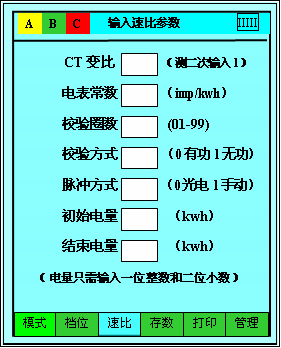 A B C 输入速比参数
CT 变比 （测二次输入 1）
电表常数 （imp/kwh）
校验圈数 (01-99)
校验方式 （0 有功 1 无功）
脉冲方式 （0 光电 1 手动）
初始电量 （kwh）
结束电量 （kwh）
（ 电量只需输入一位整数和二位小数）
模式 档位 速比 存数 打印 管理